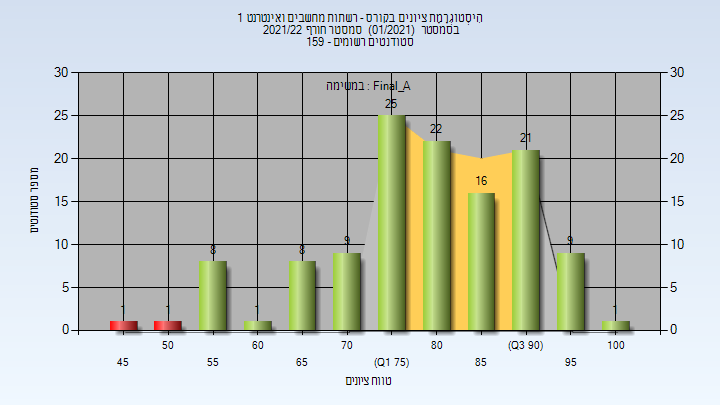 הִיסטוגְרַמַת ציונים בקורס - רשתות מחשבים ואינטרנט 1
בסמסטר (01/2021) סמסטר חורף 2021/22
סטודנטים רשומים - 159
במשימה : Final_A
30 30
25 25
20 20
15 15
10 10
5 5
0 0
מספר סטודנטים
1 1 8 1 8 9 25 22 16 21 9 1
50 60 70 80 (Q3 90) 100
45 55 65 (Q1 75) 85 95
טווח ציונים